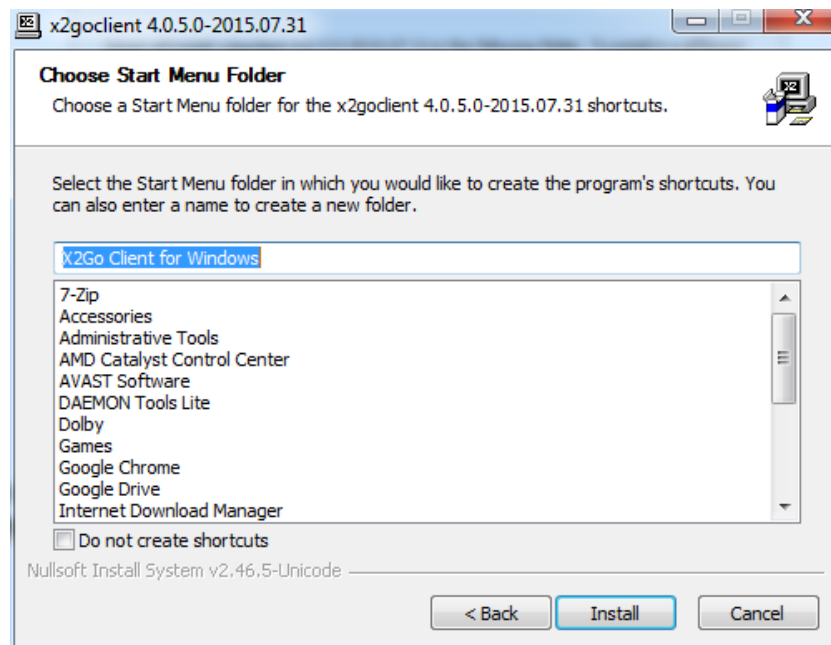 x2goclient 4.0.5.0-2015.07.31
Choose Start Menu Folder
Choose a Start Menu folder for the x2goclient 4.0.5.0-2015.07.31 shortcuts.
Select the Start Menu folder in which you would like to create the program's shortcuts. You
can also enter a name to create a new folder.
X2Go Client for Windows
7-Zip
Accessories
Administrative Tools
AMD Catalyst Control Center
AVAST Software
DAEMON Tools Lite
Dolby
Games
Google Chrome
Google Drive
Internet Download Manager
Do not create shortcuts
Nullsoft Install System v2.46.5-Unicode
< Back Install Cancel